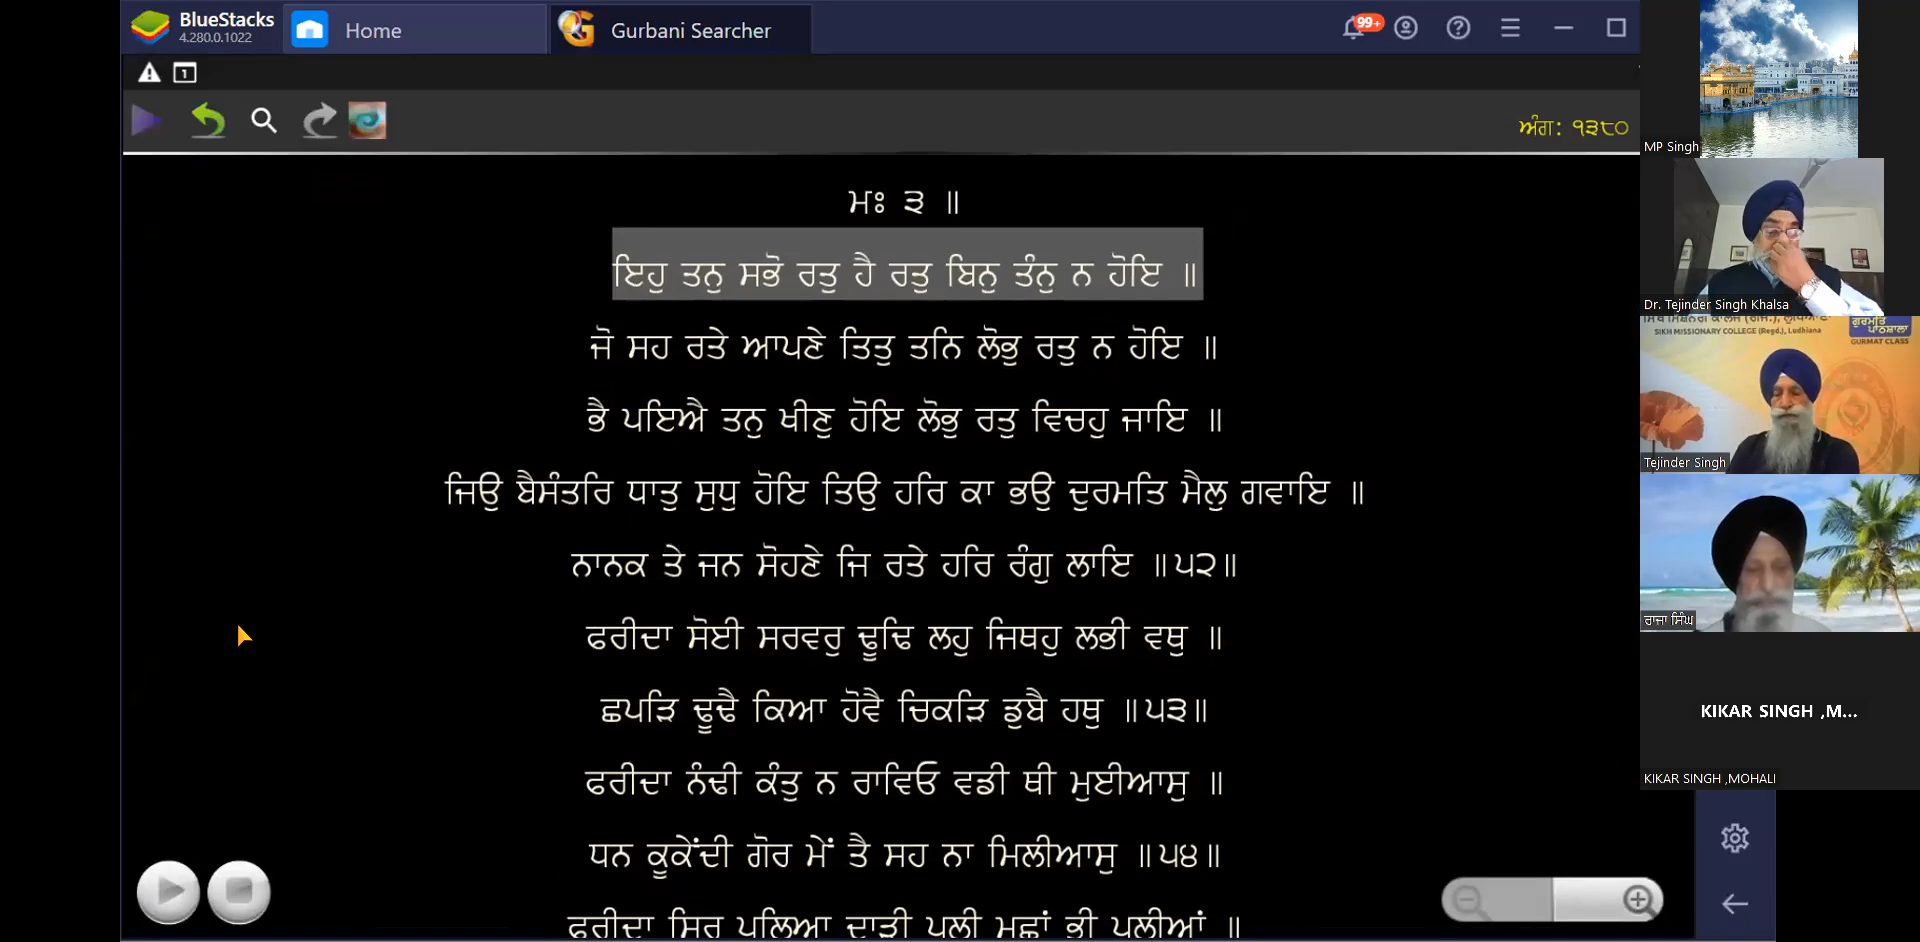 BlueStacks
4.280.0.1022
Home
Gurbani Searcher
99+
1
ਅੰਗ: ੧੩੮੦
ਮਃ ੩ ॥
ਇਹੁ ਤਨੁ ਸਭੋ ਰਤੁ ਹੈ ਰਤੁ ਬਿਨੁ ਤੰਨੁ ਨ ਹੋਇ ॥
ਜੋ ਸਹ ਰਤੇ ਆਪਣੇ ਤਿਤੁ ਤਨਿ ਲੋਭੁ ਰਤੁ ਨ ਹੋਇ ॥
ਭੈ ਪਇਐ ਤਨੁ ਖੀਣੁ ਹੋਇ ਲੋਭੁ ਰਤੁ ਵਿਚਹੁ ਜਾਇ ॥
ਜਿਉ ਬੈਸੰਤਰਿ ਧਾਤੁ ਸੁਧੁ ਹੋਇ ਤਿਉ ਹਰਿ ਕਾ ਭਉ ਦੁਰਮਤਿ ਮੈਲੁ ਗਵਾਇ ॥
ਨਾਨਕ ਤੇ ਜਨ ਸੋਹਣੇ ਜਿ ਰਤੇ ਹਰਿ ਰੰਗੁ ਲਾਇ ॥੫੨॥
ਫਰੀਦਾ ਸੋਈ ਸਰਵਰੁ ਢੂਢਿ ਲਹੁ ਜਿਥਹੁ ਲਭੀ ਵਥੁ ॥
ਛਪੜਿ ਢੂਢੈ ਕਿਆ ਹੋਵੈ ਚਿਕੜਿ ਡੁਬੈ ਹਥੁ ॥੫੩॥
ਫਰੀਦਾ ਨੰਢੀ ਕੰਤੁ ਨ ਰਾਵਿਓ ਵਡੀ ਥੀ ਮੁਈਆਸੁ ॥
ਧਨ ਕੂਕੇਂਦੀ ਗੋਰ ਮੇਂ ਤੈ ਸਹ ਨਾ ਮਿਲੀਆਸੁ ॥੫੪॥
ਫਰੀਦਾ ਸਿਰੁ ਪਲਿਆ ਦਾੜੀ ਪਲੀ ਮੁਛਾਂ ਭੀ ਪਲੀਆਂ ॥
MP Singh
Dr. Tejinder Singh Khalsa
SIKH MISSIONARY COLLEGE (Regd.), Ludhiana
ਗੁਰਮਤਿ
ਪਾਠਸ਼ਾਲਾ
GURMAT CLASS
Tejinder Singh
ਰਾਜਾ ਸਿੰਘ
KIKAR SINGH ,M...
KIKAR SINGH ,MOHALI